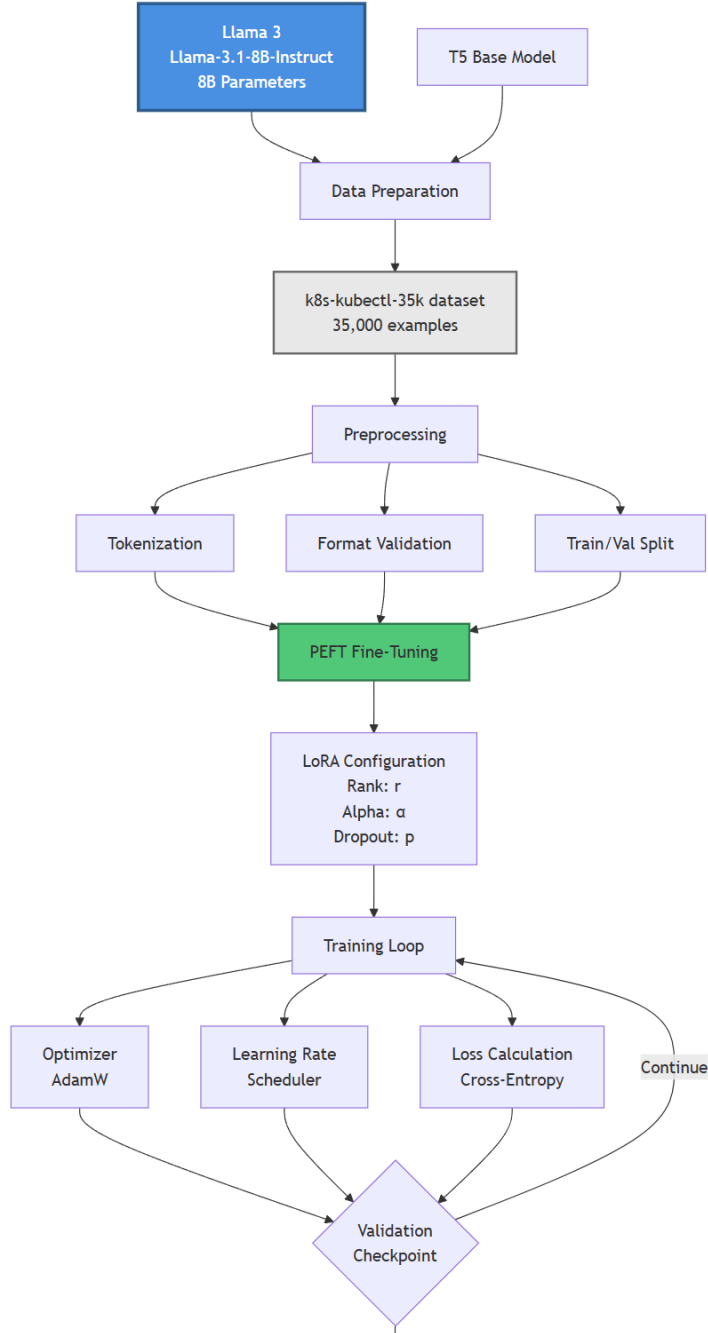 Llama 3
Llama-3.1-8B-Instruct
8B Parameters
T5 Base Model
Data Preparation
k8s-kubectl-35k dataset
35,000 examples
Preprocessing
Tokenization
Format Validation
Train/Val Split
PEFT Fine-Tuning
LoRA Configuration
Rank: r
Alpha: α
Dropout: p
Training Loop
Optimizer
AdamW
Learning Rate
Scheduler
Loss Calculation
Cross-Entropy
Continue
Validation
Checkpoint